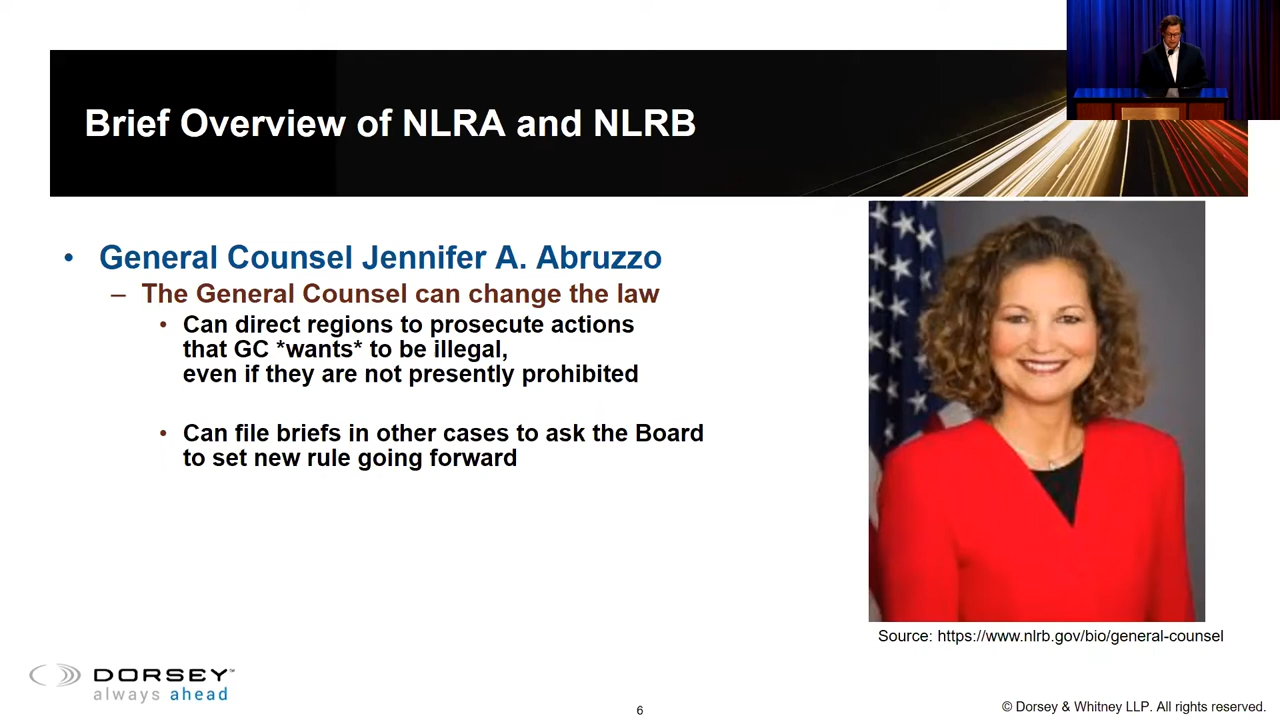 Brief Overview of NLRA and NLRB
• General Counsel Jennifer A. Abruzzo
– The General Counsel can change the law
• Can direct regions to prosecute actions
that GC *wants* to be illegal,
even if they are not presently prohibited
• Can file briefs in other cases to ask the Board
to set new rule going forward
Source: https://www.nlrb.gov/bio/general-counsel
DORSEY™
always ahead
6
© Dorsey & Whitney LLP. All rights reserved.